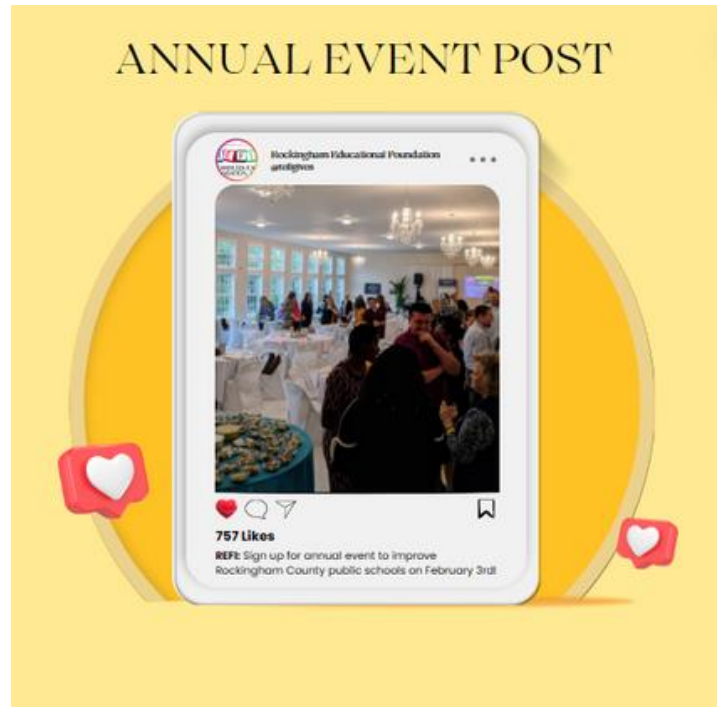 ANNUAL EVENT POST
Rockingham Educational Foundation
757 Likes
REFI: Sign up for annual event to improve
Rockingham County public schools on February 3rd!